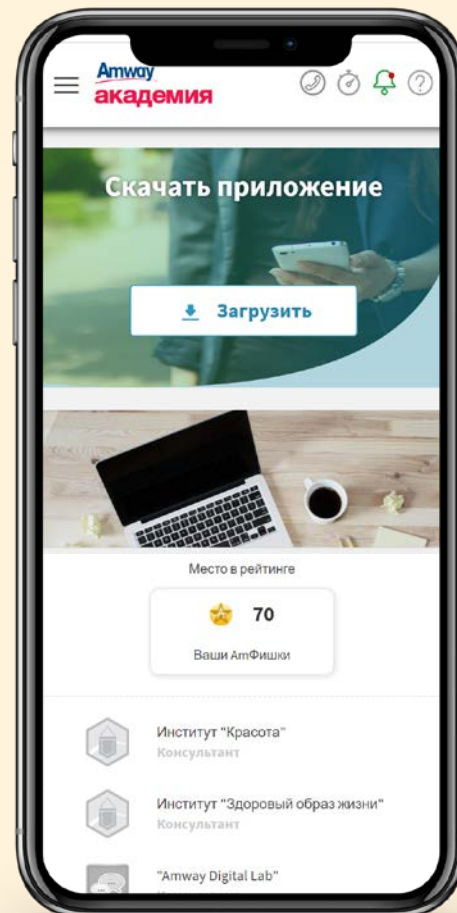 Amway
академия
Скачать приложение
Загрузить
Место в рейтинге
70
Ваши AmФишки
Институт "Красота"
Консультант
Институт "Здоровый образ жизни"
Консультант
"Amway Digital Lab"